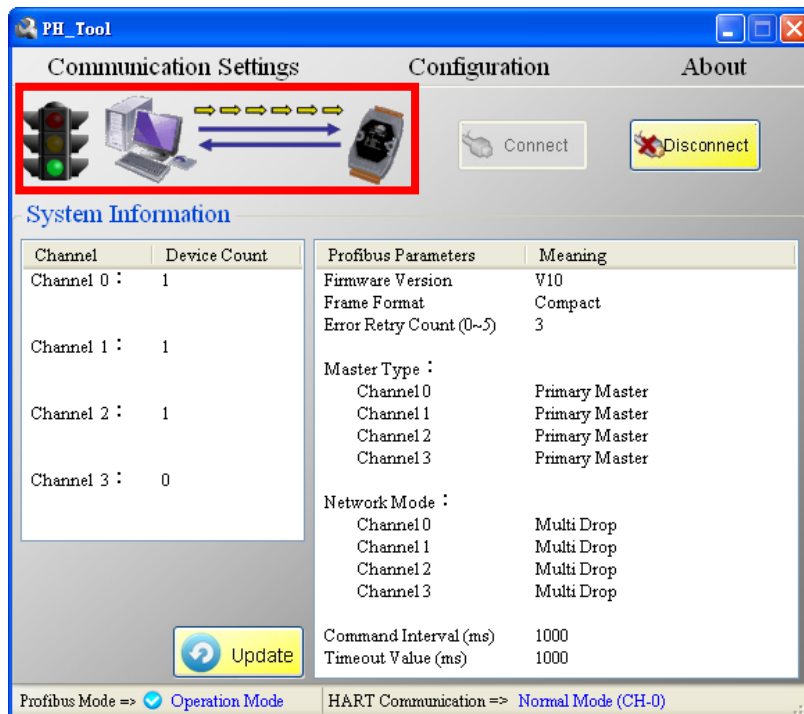 PH_Tool
Communication Settings Configuration About
Connect Disconnect
System Information
Channel Device Count
Channel 0： 1
Channel 1： 1
Channel 2： 1
Channel 3： 0
Update
Profibus Parameters Meaning
Firmware Version V10
Frame Format Compact
Error Retry Count (0~5) 3
Master Type：
Channel 0 Primary Master
Channel 1 Primary Master
Channel 2 Primary Master
Channel 3 Primary Master
Network Mode：
Channel 0 Multi Drop
Channel 1 Multi Drop
Channel 2 Multi Drop
Channel 3 Multi Drop
Command Interval (ms) 1000
Timeout Value (ms) 1000
Profibus Mode => Operation Mode HART Communication => Normal Mode (CH-0)